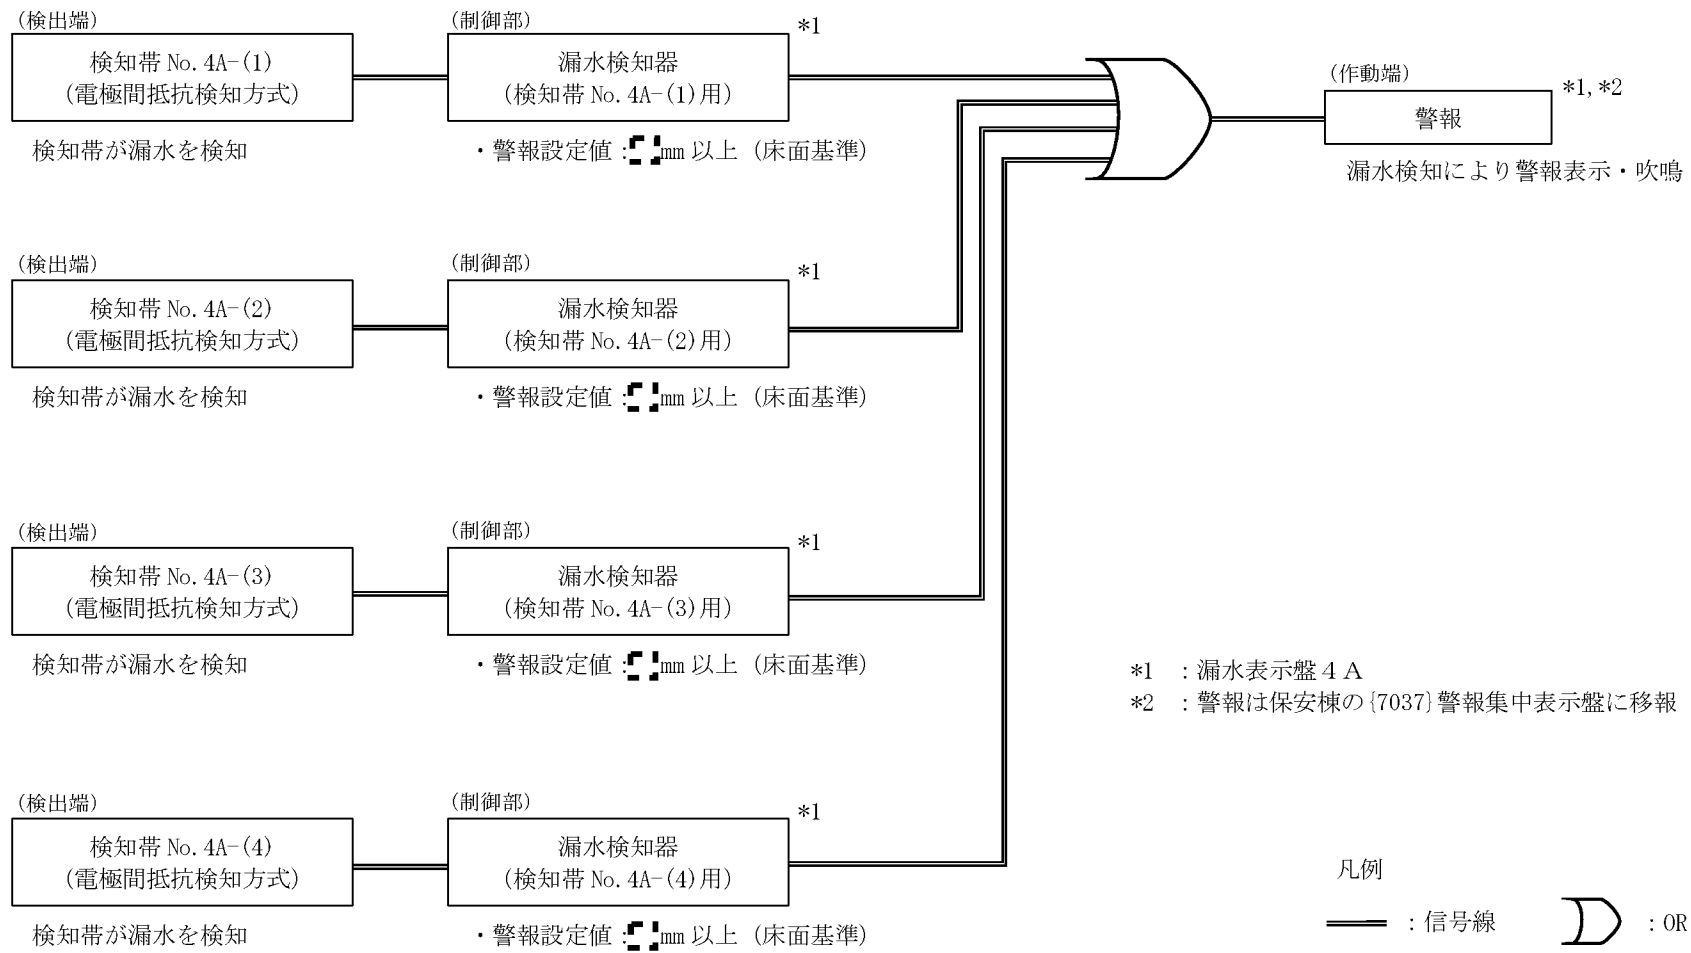 (検出端)
(制御部)
*1
検知帯 No.4A-(1)
(電極間抵抗検知方式)
漏水検知器
(検知帯 No.4A-(1)用)
検知帯が漏水を検知
・警報設定値:
mm 以上 (床面基準)
(作動端)
*1,*2
警報
漏水検知により警報表示・吹鳴
(検出端)
(制御部)
*1
検知帯 No.4A-(2)
(電極間抵抗検知方式)
漏水検知器
(検知帯 No.4A-(2)用)
検知帯が漏水を検知
・警報設定値:
mm 以上 (床面基準)
(検出端)
(制御部)
*1
検知帯 No.4A-(3)
(電極間抵抗検知方式)
漏水検知器
(検知帯 No.4A-(3)用)
検知帯が漏水を検知
・警報設定値:
mm 以上 (床面基準)
*1 :漏水表示盤4A
*2 :警報は保安棟の{7037}警報集中表示盤に移報
(検出端)
(制御部)
*1
検知帯 No.4A-(4)
(電極間抵抗検知方式)
漏水検知器
(検知帯 No.4A-(4)用)
検知帯が漏水を検知
・警報設定値:
mm 以上 (床面基準)
凡例
:信号線
:OR